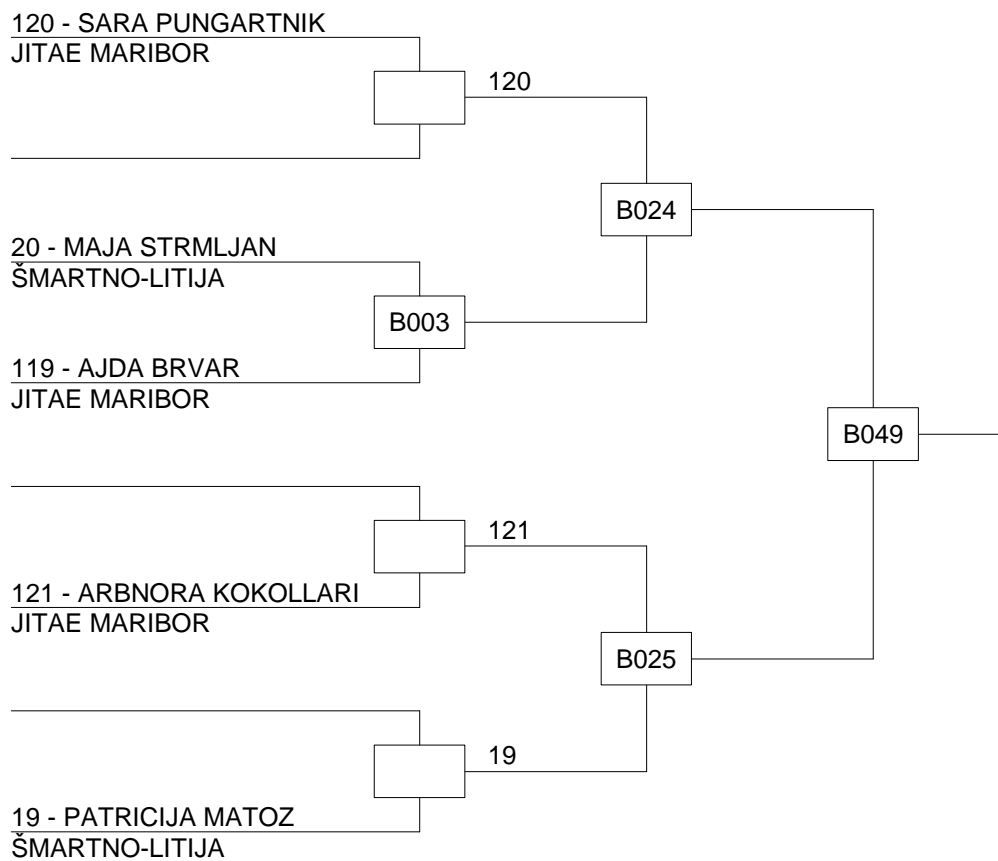 120 - SARA PUNGARTNIK
JITAE MARIBOR
120
B024
20 - MAJA STRMLJAN
ŠMARTNO-LITIJA
B003
119 - AJDA BRVAR
JITAE MARIBOR
B049
121
121 - ARBNORA KOKOLLARI
JITAE MARIBOR
B025
19
19 - PATRICIJA MATOZ
ŠMARTNO-LITIJA